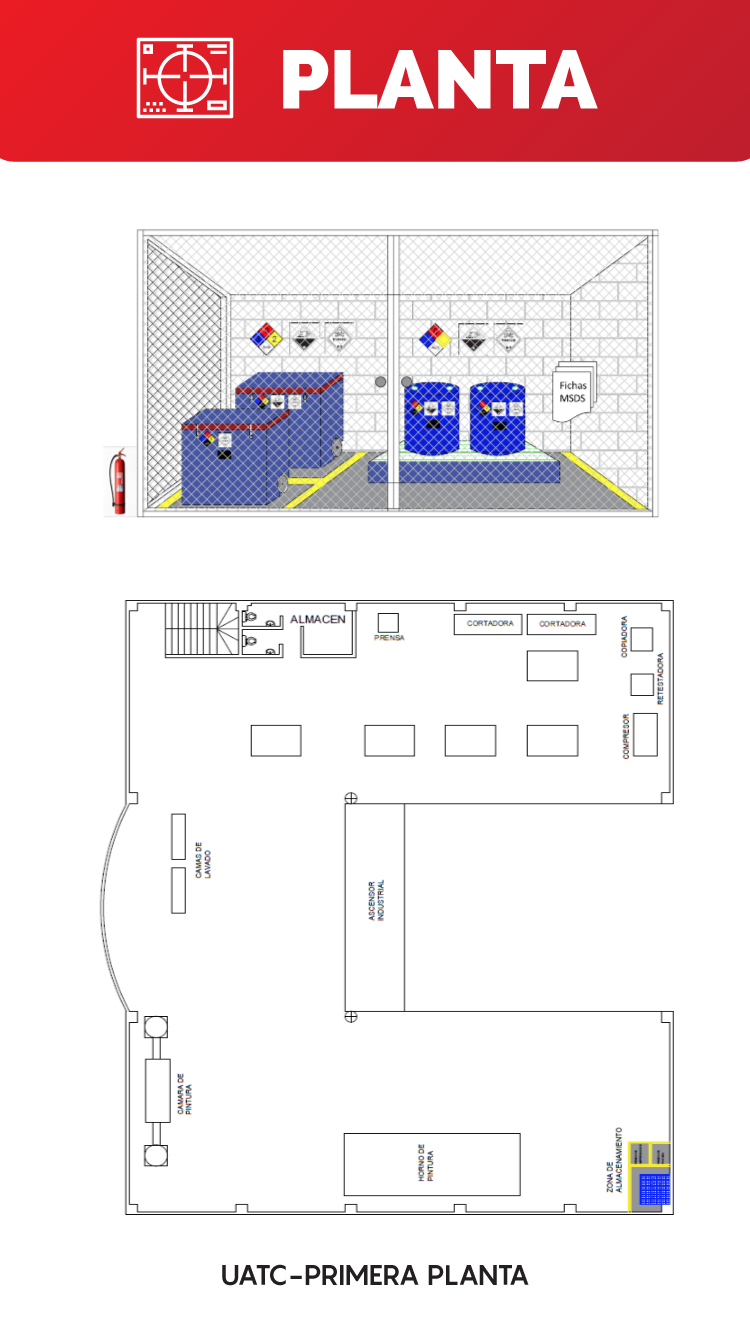 PLANTA
Fichas
MSDS
ALMACEN
PRENSA
CORTADORA
CORTADORA
COPIADORA
RETESTADORA
COMPRESOR
CAMAS DE
LAVADO
ASCENSOR
INDUSTRIAL
CAMARA DE
PINTURA
HORNO DE
PINTURA
ZONA DE
ALMACENAMIENTO
UATC-PRIMERA PLANTA